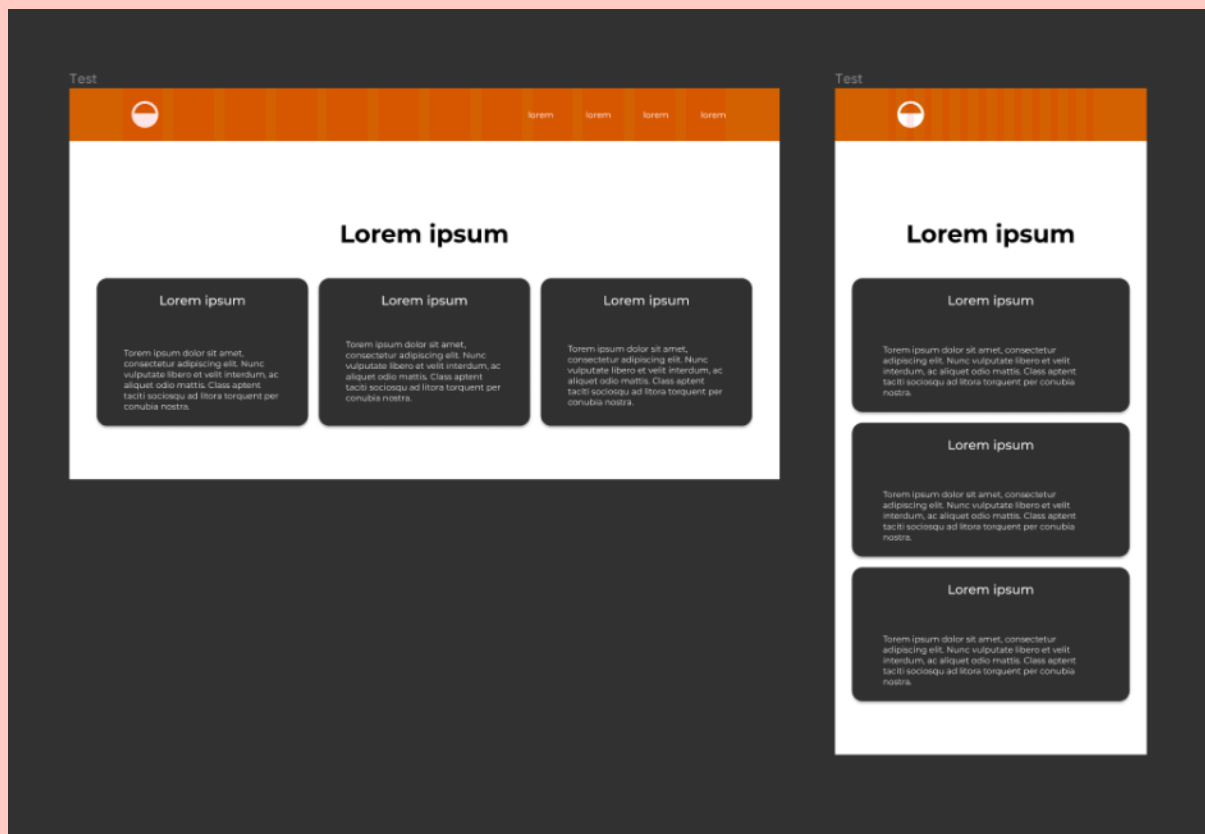 Test
lorem lorem lorem lorem
Lorem ipsum
Lorem ipsum
Torem ipsum dolor sit amet,
consectetur adipiscing elit. Nunc
vulputate libero et velit interdum, ac
aliquet odio mattis. Class aptent
taciti sociosqu ad litora torquent per
conubia nostra.
Lorem ipsum
Torem ipsum dolor sit amet,
consectetur adipiscing elit. Nunc
vulputate libero et velit interdum, ac
aliquet odio mattis. Class aptent
taciti sociosqu ad litora torquent per
conubia nostra.
Lorem ipsum
Torem ipsum dolor sit amet,
consectetur adipiscing elit. Nunc
vulputate libero et velit interdum, ac
aliquet odio mattis. Class aptent
taciti sociosqu ad litora torquent per
conubia nostra.
Test
Lorem ipsum
Lorem ipsum
Torem ipsum dolor sit amet, consectetur
adipiscing elit. Nunc vulputate libero et velit
interdum, ac aliquet odio mattis. Class aptent
taciti sociosqu ad litora torquent per conubia
nostra.
Lorem ipsum
Torem ipsum dolor sit amet, consectetur
adipiscing elit. Nunc vulputate libero et velit
interdum, ac aliquet odio mattis. Class aptent
taciti sociosqu ad litora torquent per conubia
nostra.
Lorem ipsum
Torem ipsum dolor sit amet, consectetur
adipiscing elit. Nunc vulputate libero et velit
interdum, ac aliquet odio mattis. Class aptent
taciti sociosqu ad litora torquent per conubia
nostra.